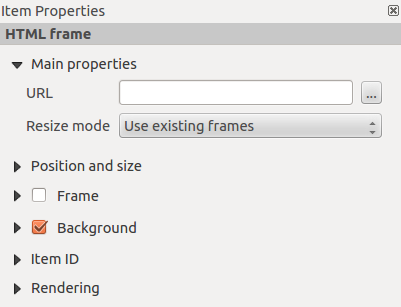 Item Properties
HTML frame
Main properties
URL
...
Resize mode Use existing frames
Position and size
Frame
Background
Item ID
Rendering